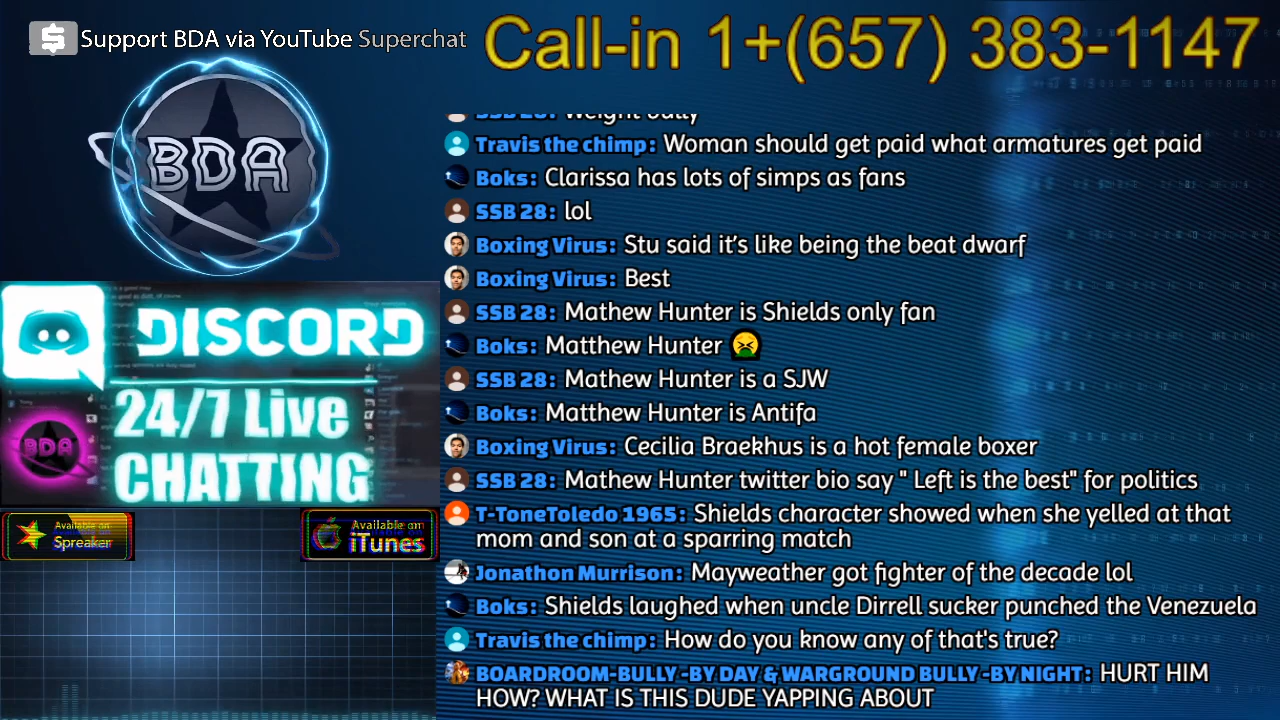 Support BDA via YouTube Superchat
Call-in 1+(657) 383-1147
BDA
SSB 28: Weight bully
Travis the chimp: Woman should get paid what armatures get paid
Boks: Clarissa has lots of simps as fans
SSB 28: lol
Boxing Virus: Stu said it's like being the beat dwarf
Boxing Virus: Best
SSB 28: Mathew Hunter is Shields only fan
Boks: Matthew Hunter 🤮
SSB 28: Mathew Hunter is a SJW
Boks: Matthew Hunter is Antifa
Boxing Virus: Cecilia Braekhus is a hot female boxer
SSB 28: Mathew Hunter twitter bio say " Left is the best" for politics
T-ToneToledo 1965: Shields character showed when she yelled at that
mom and son at a sparring match
Jonathon Murrison: Mayweather got fighter of the decade lol
Boks: Shields laughed when uncle Dirrell sucker punched the Venezuela
Travis the chimp: How do you know any of that's true?
BOARDROOM-BULLY -BY DAY & WARGROUND BULLY -BY NIGHT: HURT HIM
HOW? WHAT IS THIS DUDE YAPPING ABOUT
DISCORD
24/7 Live
CHATTING
BDA
Available on
Spreaker
Available on
iTunes